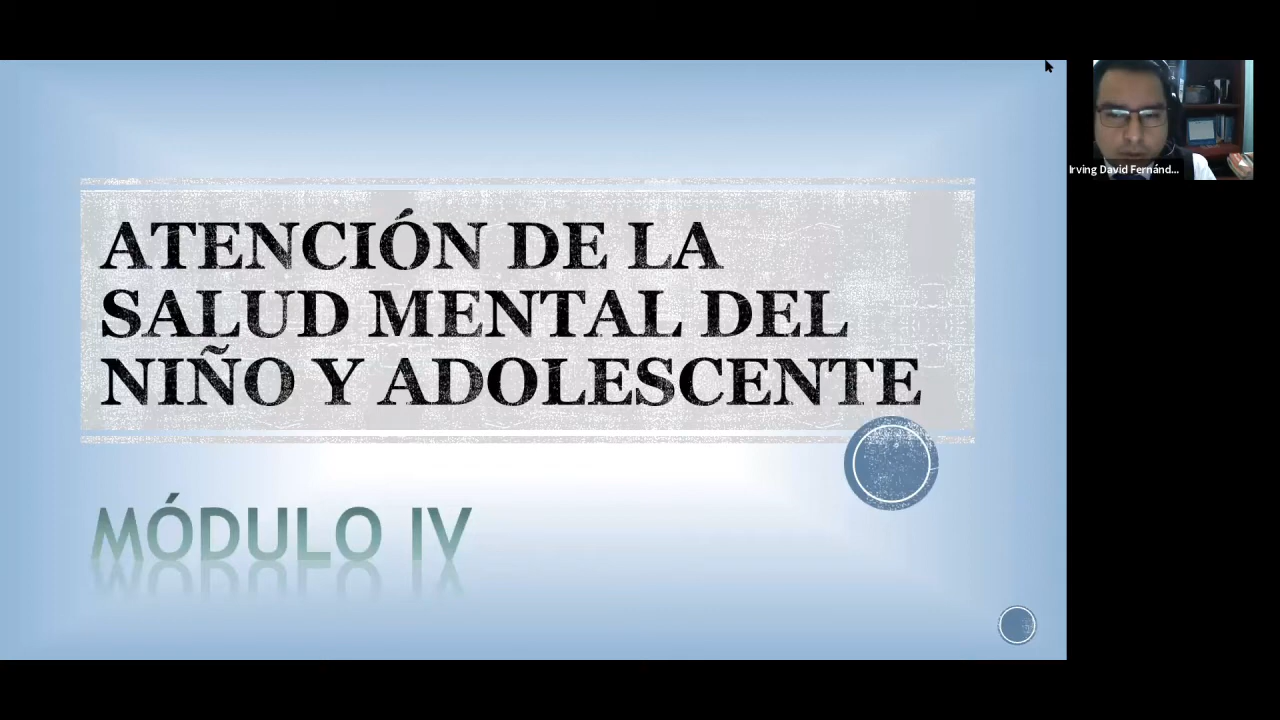 ATENCIÓN DE LA
SALUD MENTAL DEL
NIÑO Y ADOLESCENTE
MÓDULO IV
Irving David Fernánd...